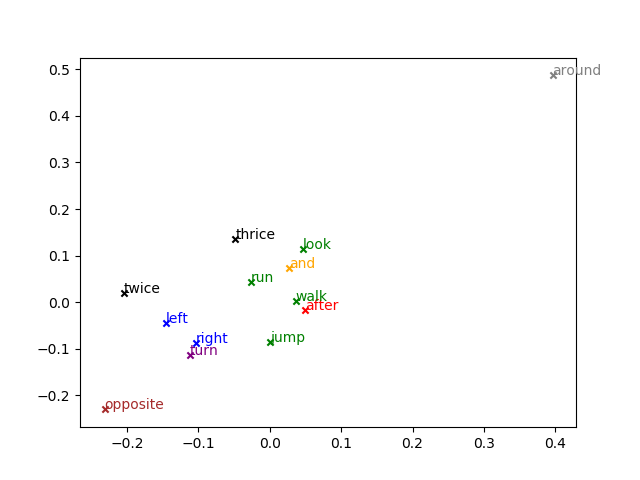 0.5
0.4
0.3
0.2
0.1
0.0
−0.1
−0.2
around
thrice
look
and
run
twice
walk
after
left
right
jump
turn
opposite
−0.2 −0.1 0.0 0.1 0.2 0.3 0.4